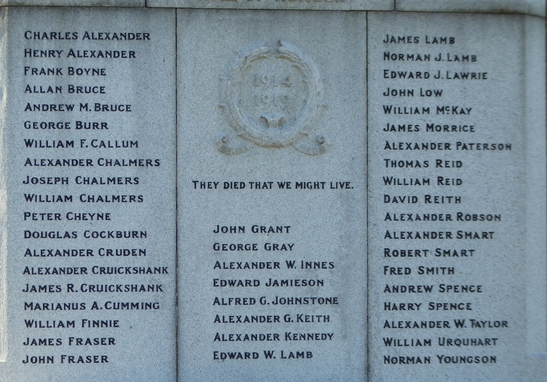 CHARLES ALEXANDER
HENRY ALEXANDER
FRANK BOYNE
ALLAN BRUCE
ANDREW M. BRUCE
GEORGE BURR
WILLIAM F. CALLUM
ALEXANDER CHALMERS
JOSEPH CHALMERS
WILLIAM CHALMERS
PETER CHEYNE
DOUGLAS COCKBURN
ALEXANDER CRUDEN
ALEXANDER CRUICKSHANK
JAMES R. CRUICKSHANK
MARIANUS A. CUMMING
WILLIAM FINNIE
JAMES FRASER
JOHN FRASER
1914
1919
THEY DIED THAT WE MIGHT LIVE.
JOHN GRANT
GEORGE GRAY
ALEXANDER W. INNES
EDWARD JAMIESON
ALFRED G. JOHNSTONE
ALEXANDER G. KEITH
ALEXANDER KENNEDY
EDWARD W. LAMB
JAMES LAMB
NORMAN J. LAMB
EDWARD J. LAWRIE
JOHN LOW
WILLIAM McKAY
JAMES MORRICE
ALEXANDER PATERSON
THOMAS REID
WILLIAM REID
DAVID REITH
ALEXANDER ROBSON
ALEXANDER SMART
ROBERT SMART
FRED SMITH
ANDREW SPENCE
HARRY SPENCE
ALEXANDER W. TAYLOR
WILLIAM URQUHART
NORMAN YOUNGSON